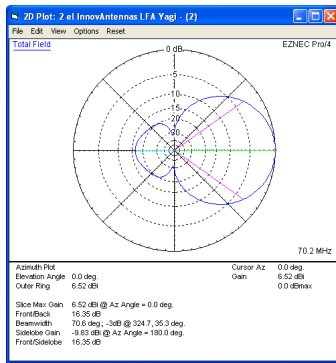 2D Plot: 2 el InnovAntennas LFA Yagi - (2)
File Edit View Options Reset
Total Field
EZNEC Pro/4
0 dB
-5
-10
-15
-20
-30
70.2 MHz
Azimuth Plot
Elevation Angle 0.0 deg.
Outer Ring 6.52 dBi
Cursor Az 0.0 deg.
Gain 6.52 dBi
0.0 dBmax
Slice Max Gain 6.52 dBi @ Az Angle = 0.0 deg.
Front/Back 16.35 dB
Beamwidth 70.6 deg.; -3dB @ 324.7, 35.3 deg.
Sidelobe Gain -9.83 dBi @ Az Angle = 180.0 deg.
Front/Sidelobe 16.35 dB